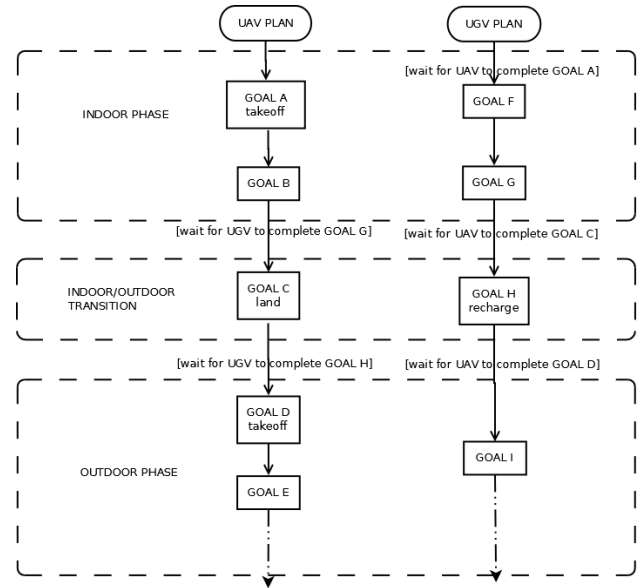 UAV PLAN
UGV PLAN
[wait for UAV to complete GOAL A]
INDOOR PHASE
GOAL A
takeoff
GOAL F
GOAL B
GOAL G
[wait for UGV to complete GOAL G]
[wait for UAV to complete GOAL C]
INDOOR/OUTDOOR
TRANSITION
GOAL C
land
GOAL H
recharge
[wait for UGV to complete GOAL H]
[wait for UAV to complete GOAL D]
GOAL D
takeoff
OUTDOOR PHASE
GOAL I
GOAL E